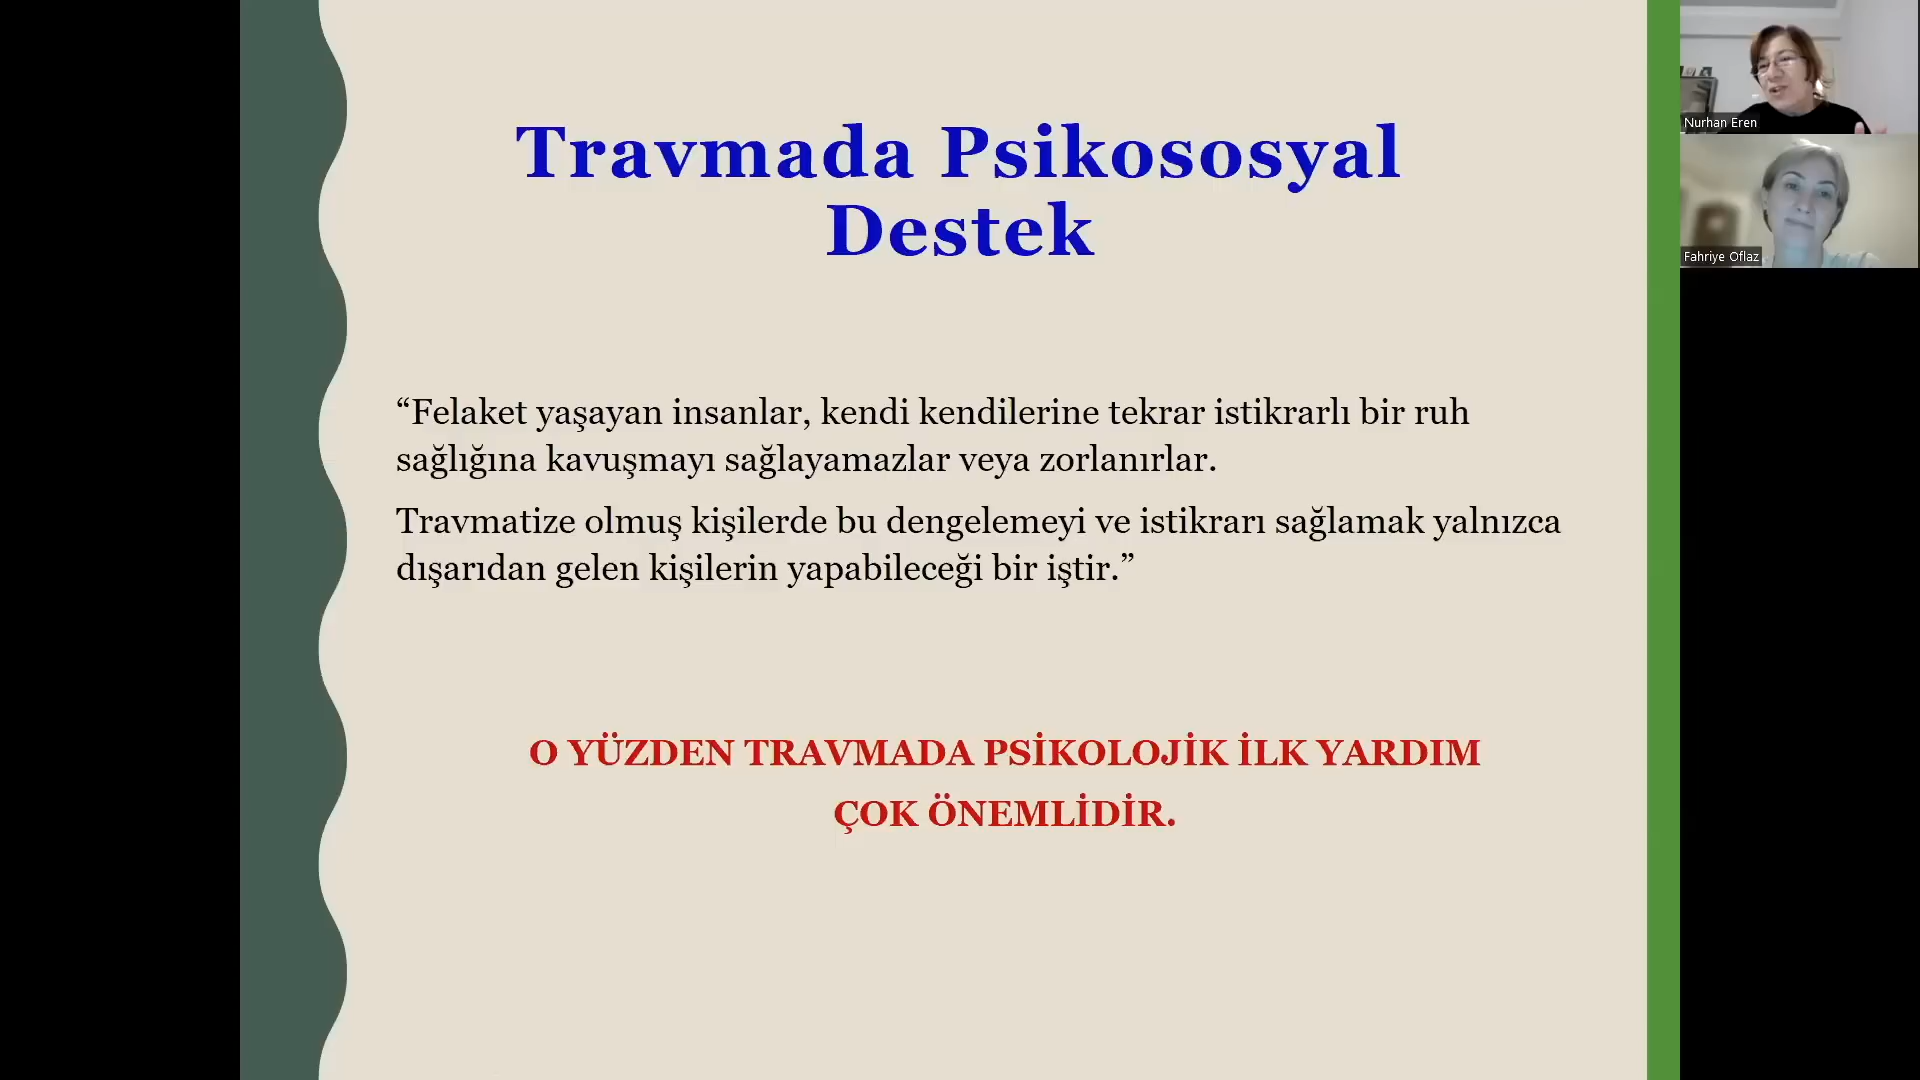 Travmada Psikososyal
Destek
“Felaket yaşayan insanlar, kendi kendilerine tekrar istikrarlı bir ruh
sağlığına kavuşmayı sağlayamazlar veya zorlanırlar.
Travmatize olmuş kişilerde bu dengelemeyi ve istikrarı sağlamak yalnızca
dışarıdan gelen kişilerin yapabileceği bir iştir.”
O YÜZDEN TRAVMADA PSİKOLOJİK İLK YARDIM
ÇOK ÖNEMLİDİR.
Nurhan Eren
Fahriye Oflaz